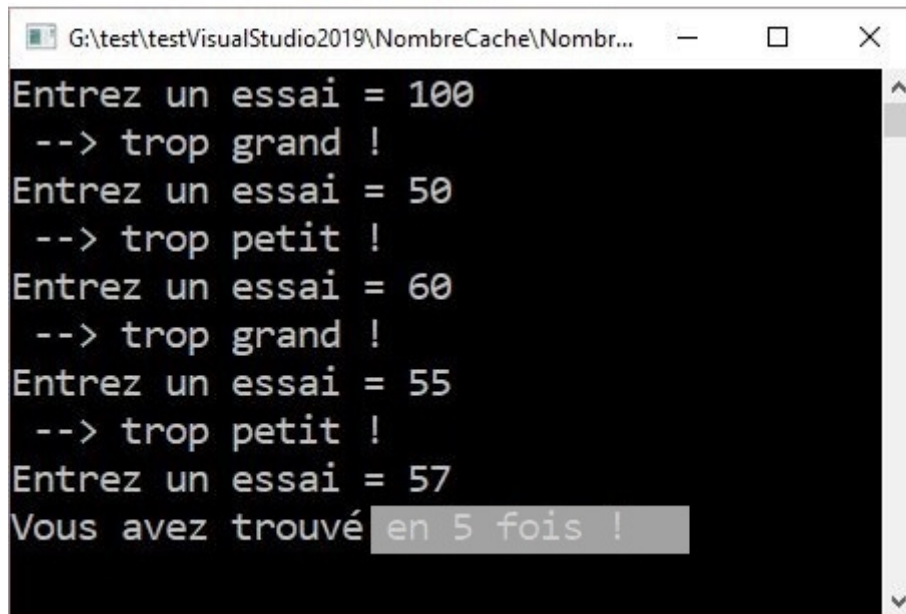 G:\test\testVisualStudio2019\NombreCache\Nombr...
Entrez un essai = 100
--> trop grand !
Entrez un essai = 50
--> trop petit !
Entrez un essai = 60
--> trop grand !
Entrez un essai = 55
--> trop petit !
Entrez un essai = 57
Vous avez trouvé en 5 fois !